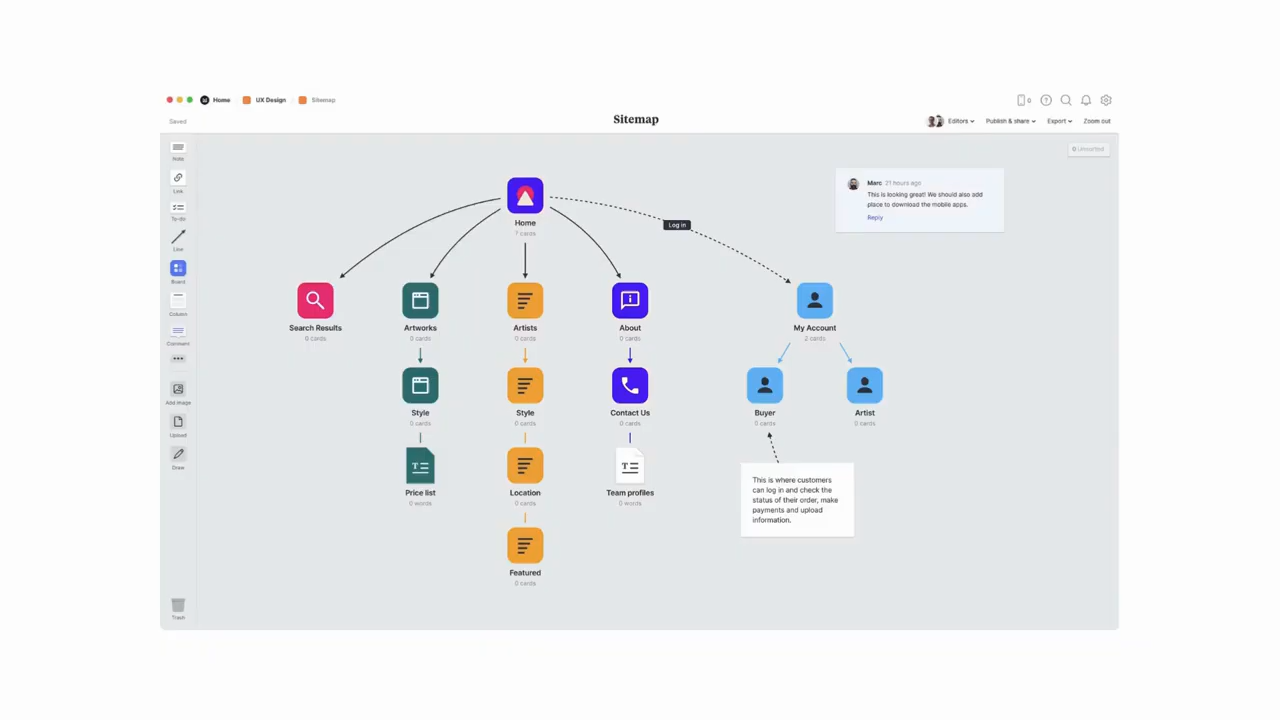 Home
UX Design
Sitemap
0
Saved
Sitemap
Editors
Publish & share
Export
Zoom out
0 Unsorted
Note
Link
To-do
Line
Board
Column
Comment
Add image
Upload
Draw
Trash
Home
7 cards
Log in
Marc 21 hours ago
This is looking great! We should also add
place to download the mobile apps.
Reply
Search Results
0 cards
Artworks
0 cards
Artists
0 cards
About
0 cards
My Account
2 cards
Style
0 cards
Style
0 cards
Contact Us
0 cards
Buyer
0 cards
Artist
0 cards
Price list
0 words
Location
0 cards
Team profiles
0 words
This is where customers
can log in and check the
status of their order, make
payments and upload
information.
Featured
0 cards